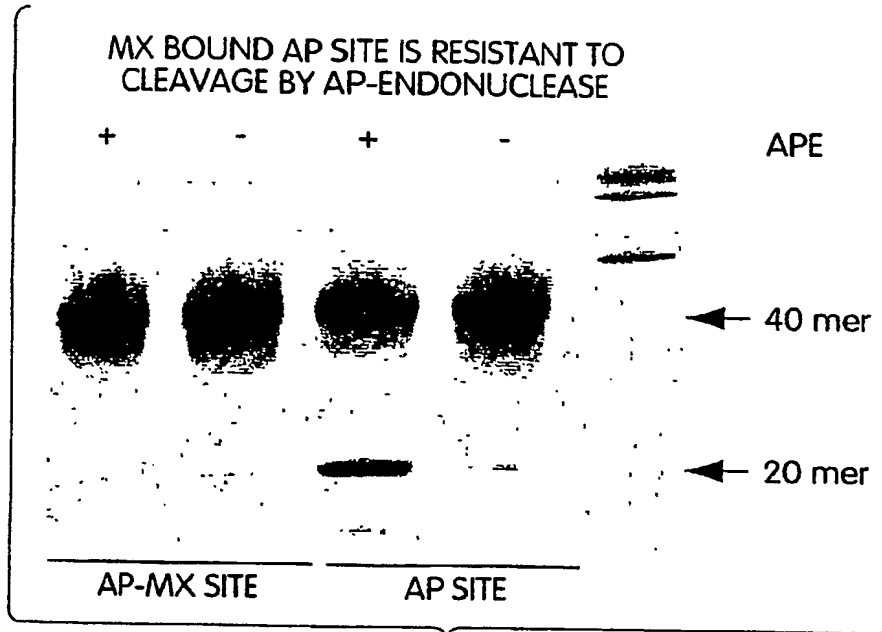 MX BOUND AP SITE IS RESISTANT TO
CLEAVAGE BY AP-ENDONUCLEASE
+ - + - APE
40 mer
20 mer
AP-MX SITE AP SITE